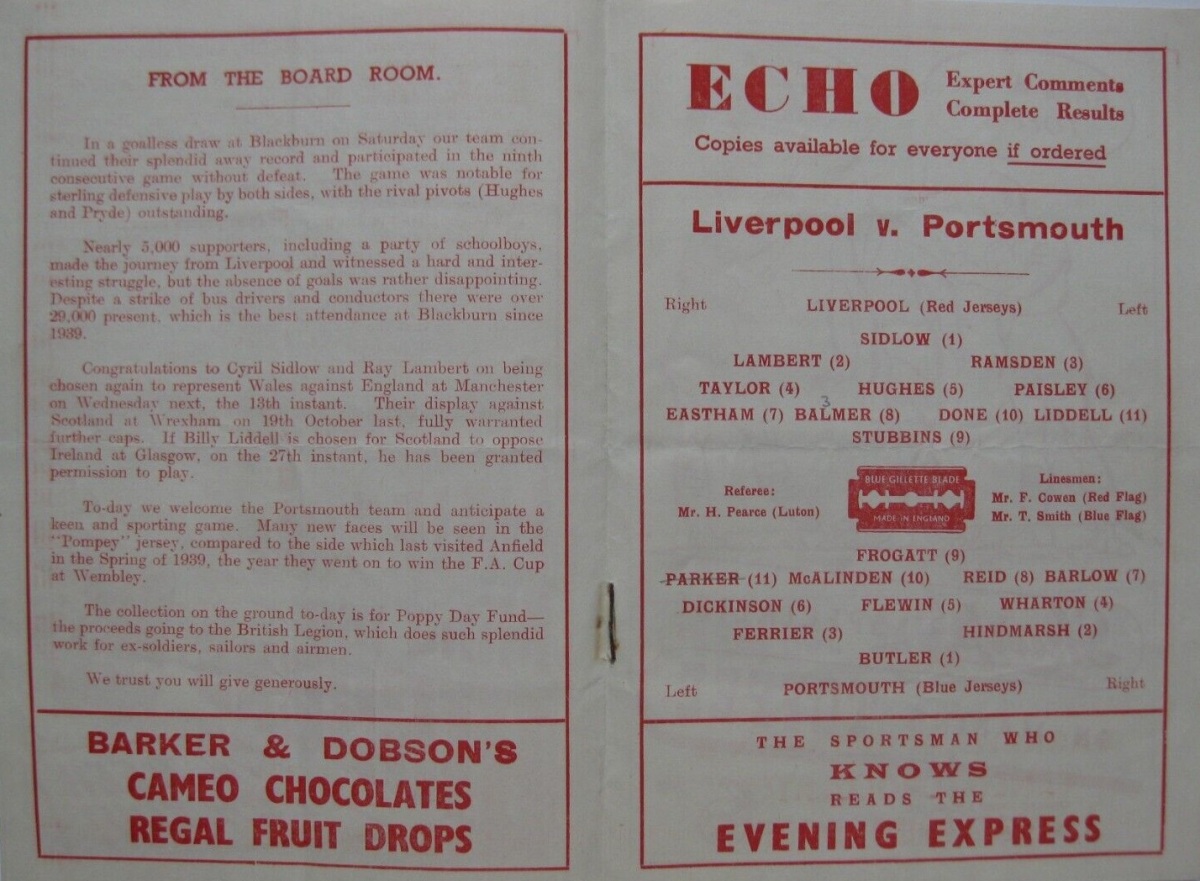 FROM THE BOARD ROOM.
In a goalless draw at Blackburn on Saturday our team con-
tinued their splendid away record and participated in the ninth
consecutive game without defeat. The game was notable for
sterling defensive play by both sides, with the rival pivots (Hughes
and Pryde) outstanding.
Nearly 5,000 supporters, including a party of schoolboys,
made the journey from Liverpool and witnessed a hard and inter-
esting struggle, but the absence of goals was rather disappointing.
Despite a strike of bus drivers and conductors there were over
29,000 present, which is the best attendance at Blackburn since
1939.
Congratulations to Cyril Sidlow and Ray Lambert on being
chosen again to represent Wales against England at Manchester
on Wednesday next, the 13th instant. Their display against
Scotland at Wrexham on 19th October last, fully warranted
further caps. If Billy Liddell is chosen for Scotland to oppose
Ireland at Glasgow, on the 27th instant, he has been granted
permission to play.
To-day we welcome the Portsmouth team and anticipate a
keen and sporting game. Many new faces will be seen in the
"Pompey" jersey, compared to the side which last visited Anfield
in the Spring of 1939, the year they went on to win the F.A. Cup
at Wembley.
The collection on the ground to-day is for Poppy Day Fund—
the proceeds going to the British Legion, which does such splendid
work for ex-soldiers, sailors and airmen.
We trust you will give generously.
BARKER & DOBSON'S
CAMEO CHOCOLATES
REGAL FRUIT DROPS
ECHO Expert Comments
Complete Results
Copies available for everyone if ordered
Liverpool v. Portsmouth
Right LIVERPOOL (Red Jerseys) Left
SIDLOW (1)
LAMBERT (2) RAMSDEN (3)
TAYLOR (4) HUGHES (5) PAISLEY (6)
3
EASTHAM (7) BALMER (8) DONE (10) LIDDELL (11)
STUBBINS (9)
Referee:
Mr. H. Pearce (Luton)
BLUE GILLETTE BLADE
MADE IN ENGLAND
Linesmen:
Mr. F. Cowen (Red Flag)
Mr. T. Smith (Blue Flag)
FROGATT (9)
PARKER (11) McALINDEN (10) REID (8) BARLOW (7)
DICKINSON (6) FLEWIN (5) WHARTON (4)
FERRIER (3) HINDMARSH (2)
BUTLER (1)
Left PORTSMOUTH (Blue Jerseys) Right
THE SPORTSMAN WHO
KNOWS
READS THE
EVENING EXPRESS